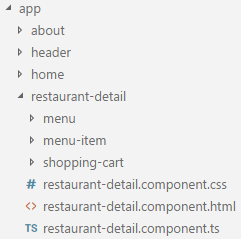 app
about
header
home
restaurant-detail
menu
menu-item
shopping-cart
# restaurant-detail.component.css
<> restaurant-detail.component.html
TS restaurant-detail.component.ts